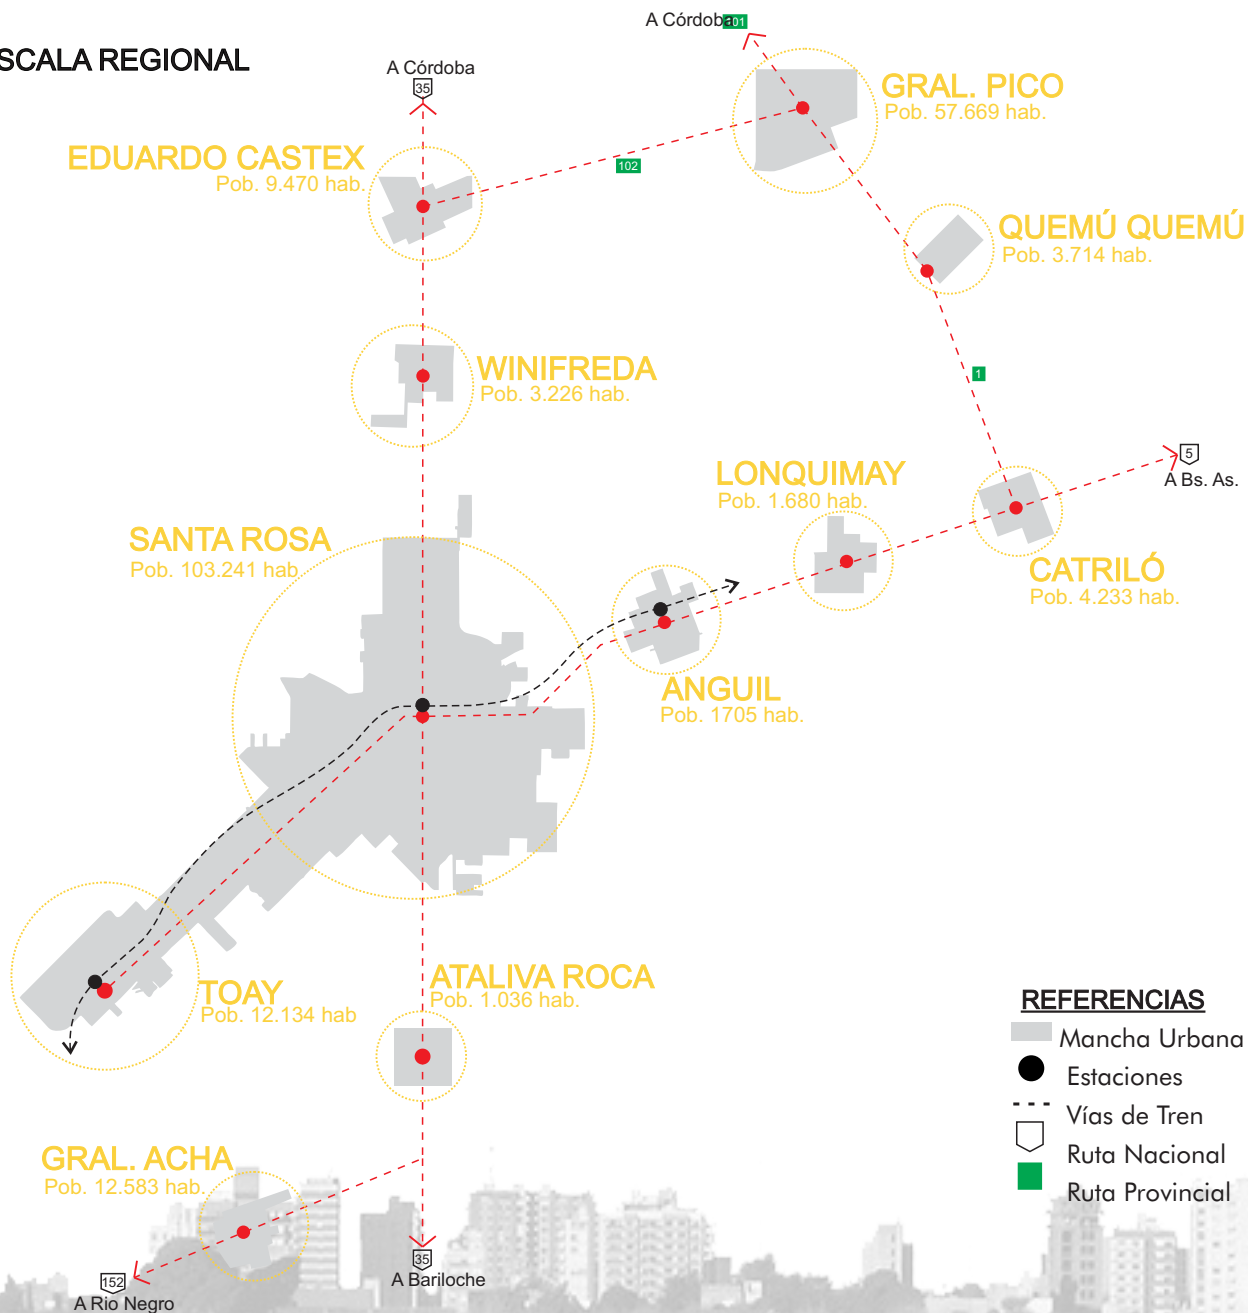 SCALA REGIONAL
A Córdoba
101
A Córdoba
35
GRAL. PICO
Pob. 57.669 hab.
EDUARDO CASTEX
Pob. 9.470 hab.
102
QUEMÚ QUEMÚ
Pob. 3.714 hab.
WINIFREDA
Pob. 3.226 hab.
1
LONQUIMAY
Pob. 1.680 hab.
5
A Bs. As.
SANTA ROSA
Pob. 103.241 hab.
CATRILÓ
Pob. 4.233 hab.
ANGUIL
Pob. 1705 hab.
TOAY
Pob. 12.134 hab
ATALIVA ROCA
Pob. 1.036 hab.
REFERENCIAS
Mancha Urbana
Estaciones
Vías de Tren
Ruta Nacional
Ruta Provincial
GRAL. ACHA
Pob. 12.583 hab.
35
A Bariloche
152
A Rio Negro